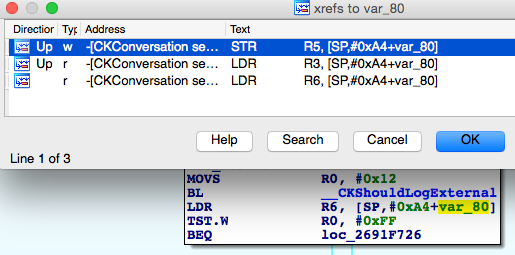 xrefs to var_80
Direction Typ Address Text
Up w -[CKConversation se... STR R5, [SP,#0xA4+var_80]
Up r -[CKConversation se... LDR R3, [SP,#0xA4+var_80]
r -[CKConversation se... LDR R6, [SP,#0xA4+var_80]
Help Search Cancel OK
Line 1 of 3
MOVS R0, #0x12
BL __CKShouldLogExternal
LDR R6, [SP,#0xA4+var_80]
TST.W R0, #0xFF
BEQ loc_2691F726